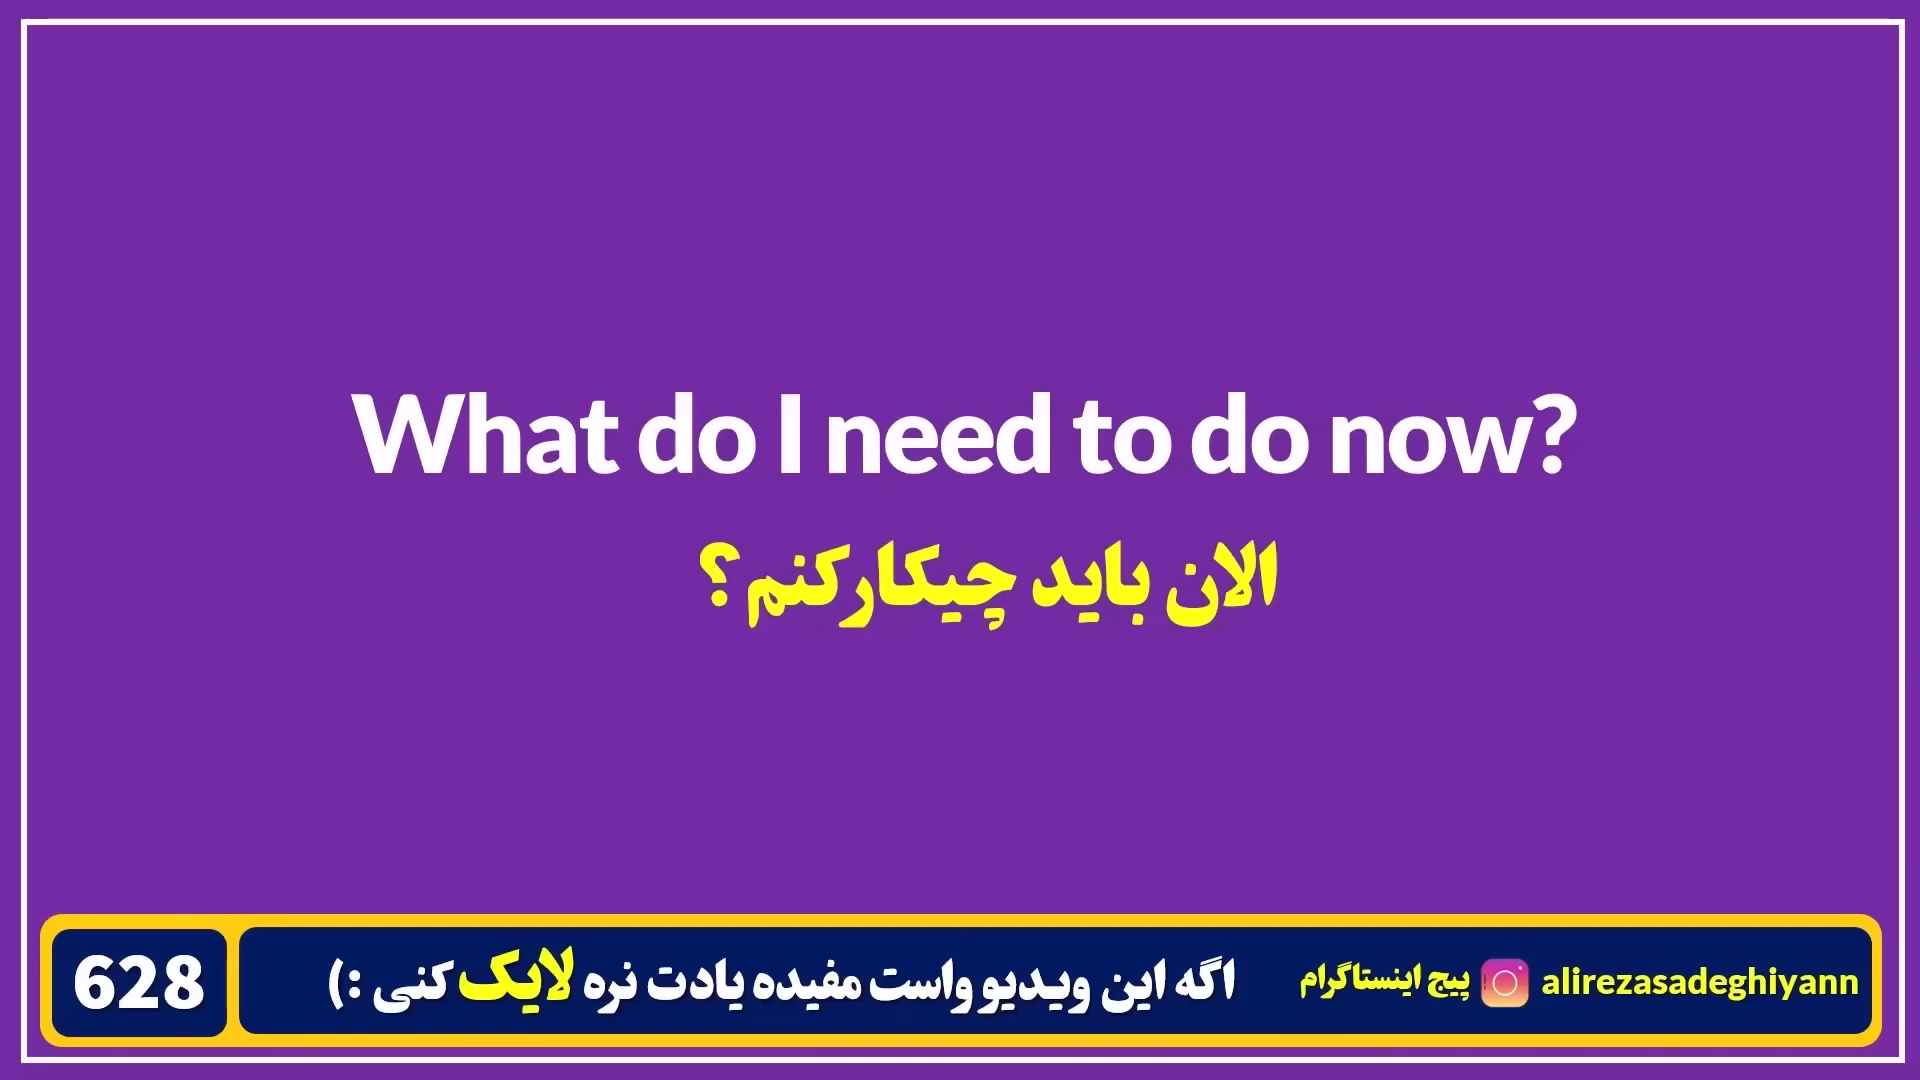 What do I need to do now?
الان باید چیکارکنم؟
628
اگه این ویدیو واست مفیده یادت نره لایک کنی :)
پیج اینستاگرام
alirezasadeghiyann